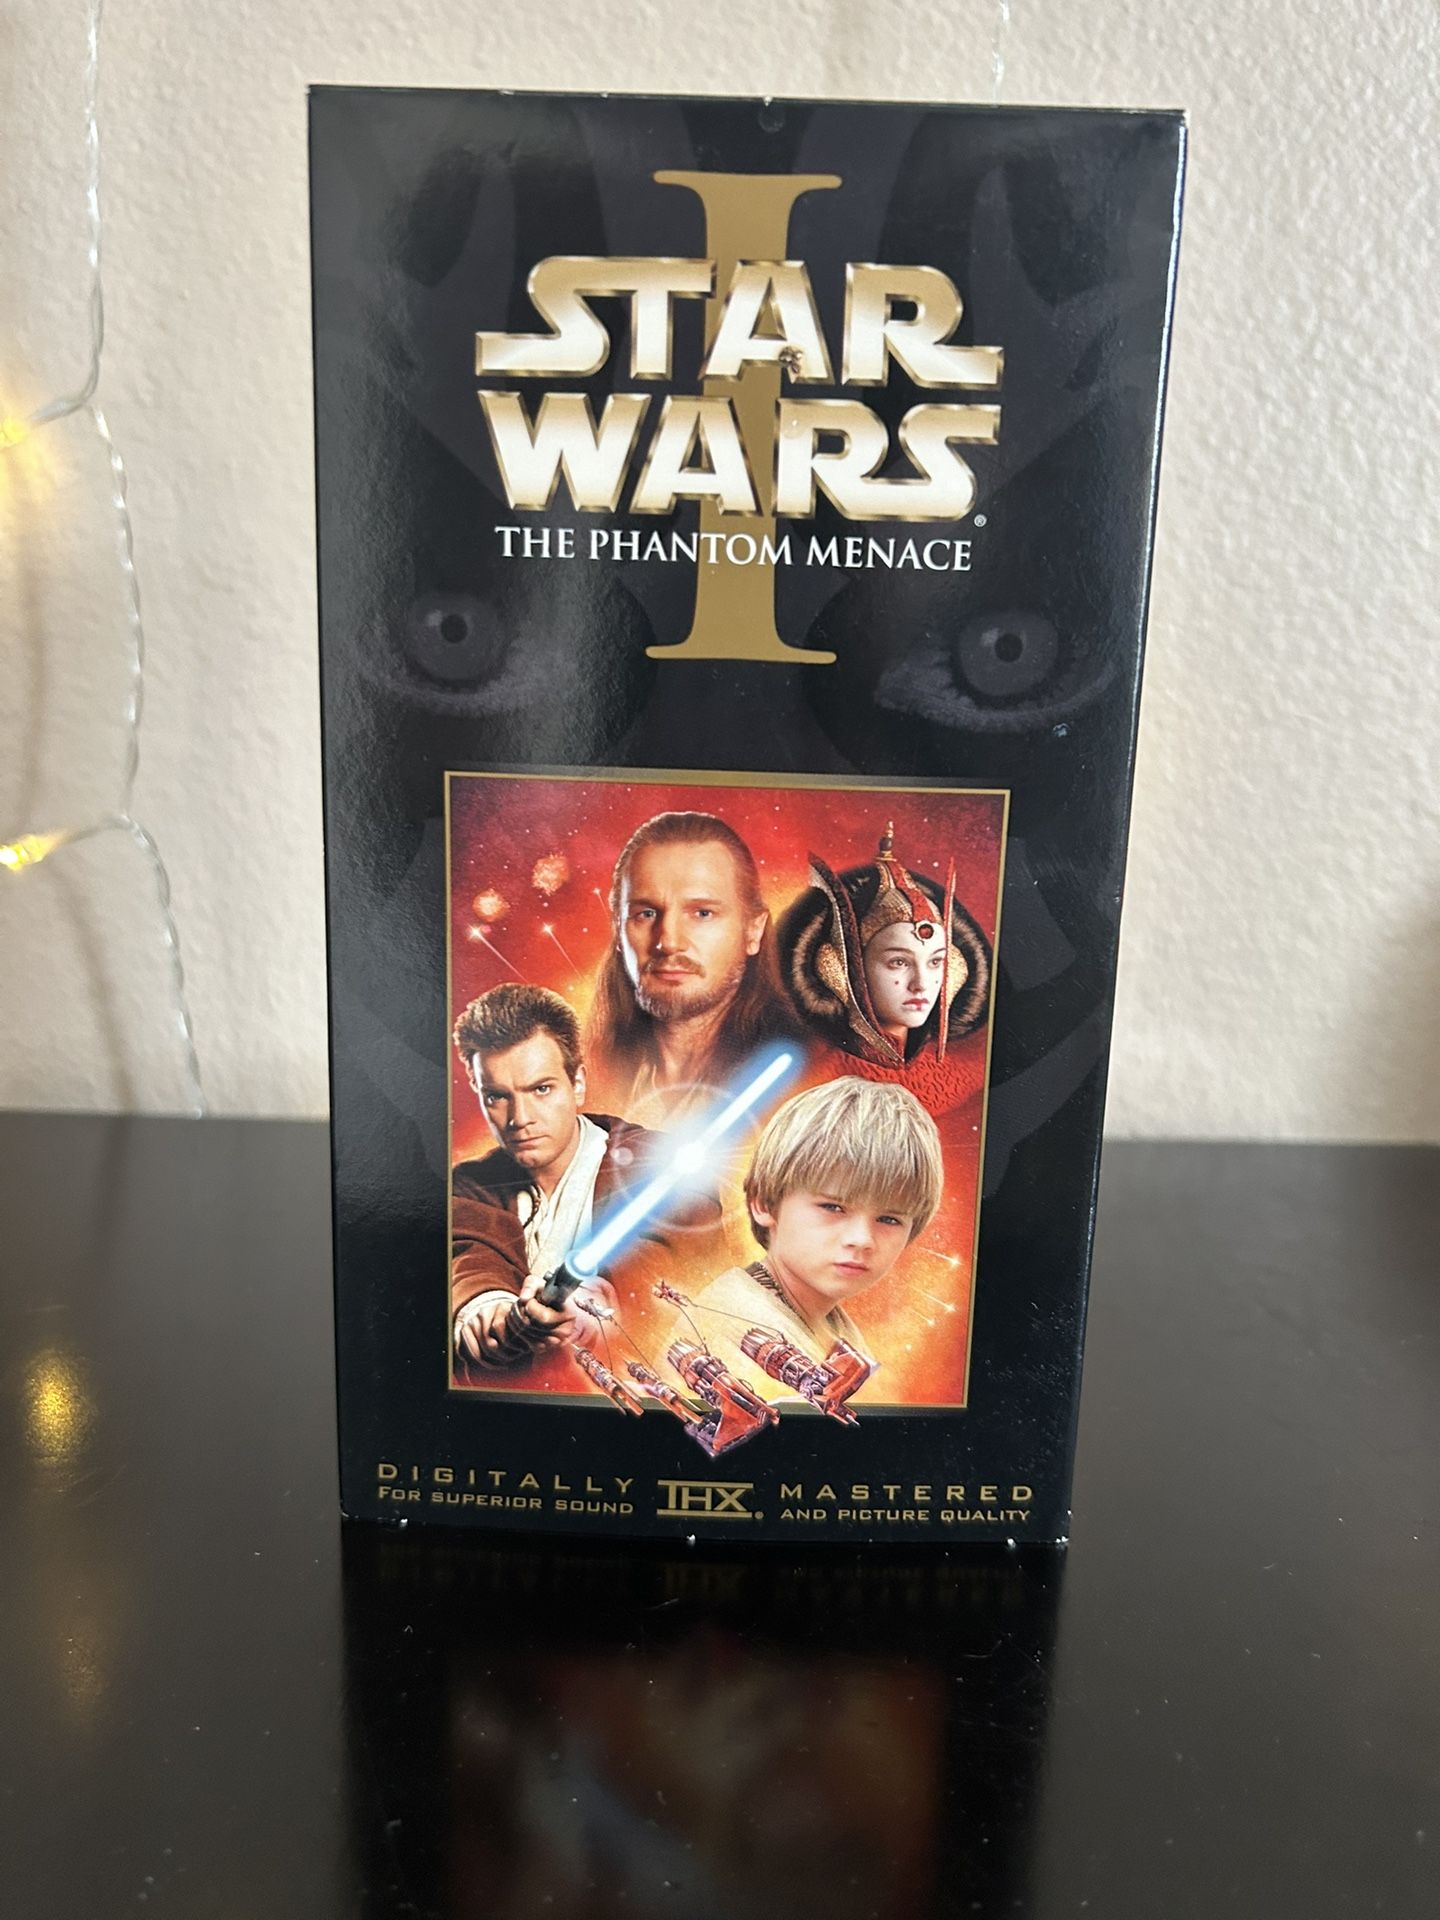 I
STAR
WARS®
THE PHANTOM MENACE
DIGITALLY THX® MASTERED
FOR SUPERIOR SOUND AND PICTURE QUALITY